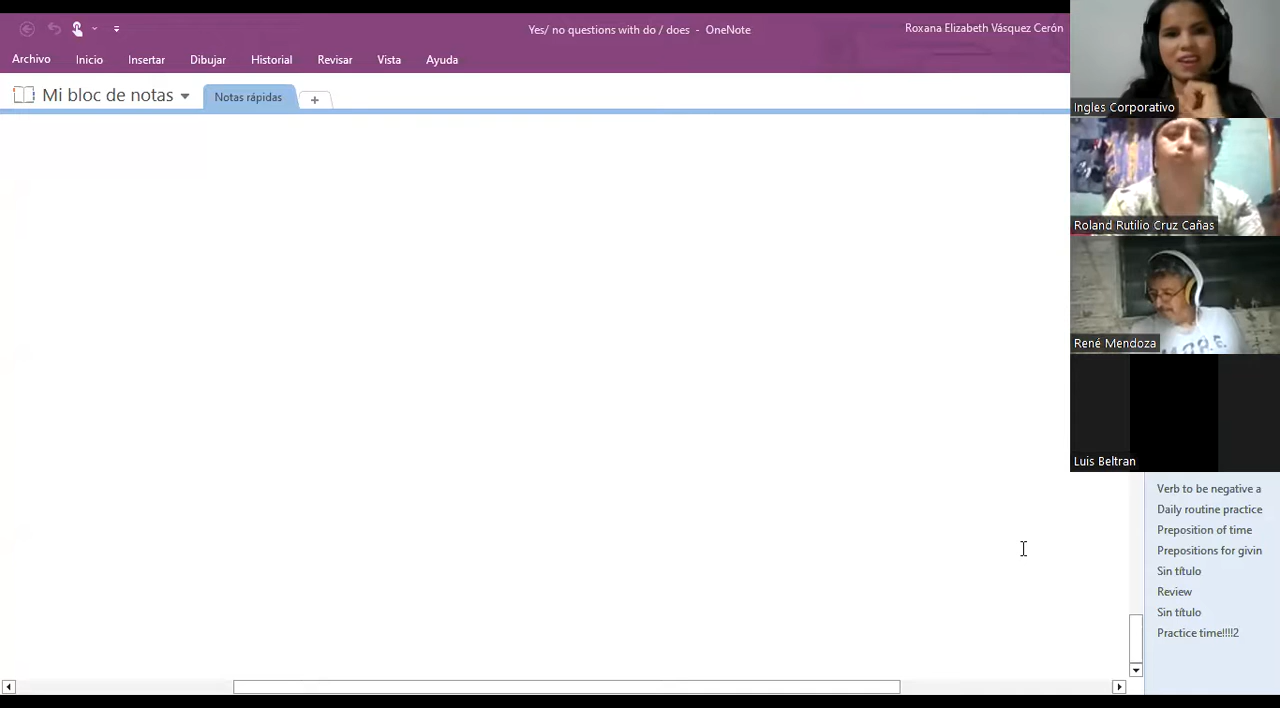 Yes/ no questions with do / does - OneNote
Roxana Elizabeth Vásquez Cerón
Archivo
Inicio
Insertar
Dibujar
Historial
Revisar
Vista
Ayuda
Mi bloc de notas
Notas rápidas
+
Ingles Corporativo
Roland Rutilio Cruz Cañas
René Mendoza
Luis Beltran
Verb to be negative a
Daily routine practice
Preposition of time
Prepositions for givin
Sin título
Review
Sin título
Practice time!!!!2